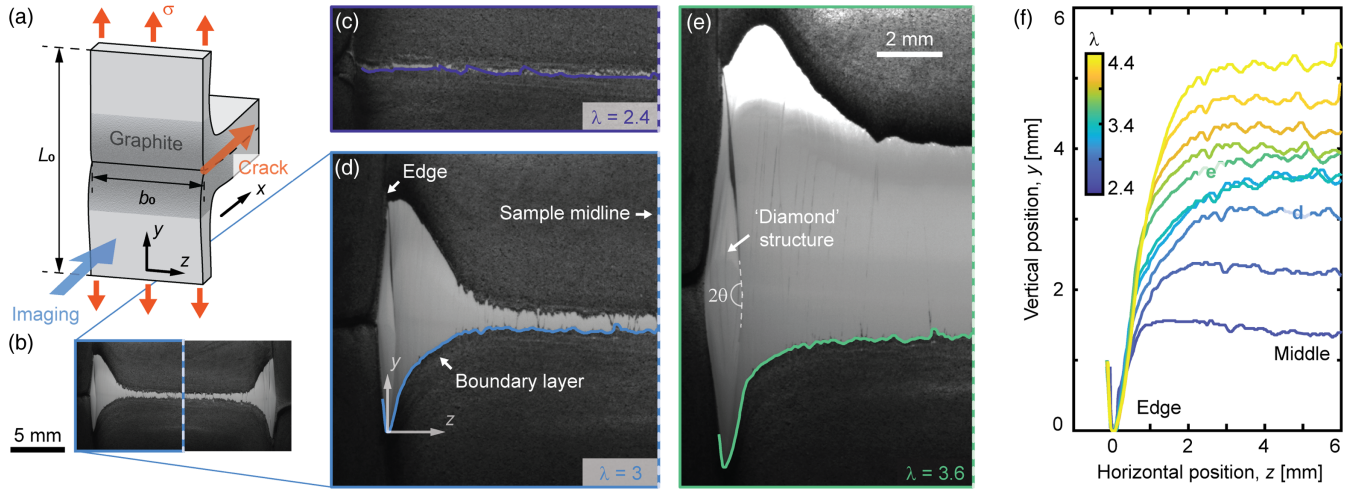 (a)
σ
L₀
Graphite
Crack
b₀
x
y
z
Imaging
(b)
5 mm
(c)
λ = 2.4
(d)
Edge
Sample midline
y
Boundary layer
z
λ = 3
(e)
2 mm
'Diamond'
structure
2θ
λ = 3.6
(f)
6
λ
4.4
3.4
2.4
4
2
0
e
d
Middle
Edge
0
2
4
6
Vertical position, y [mm]
Horizontal position, z [mm]